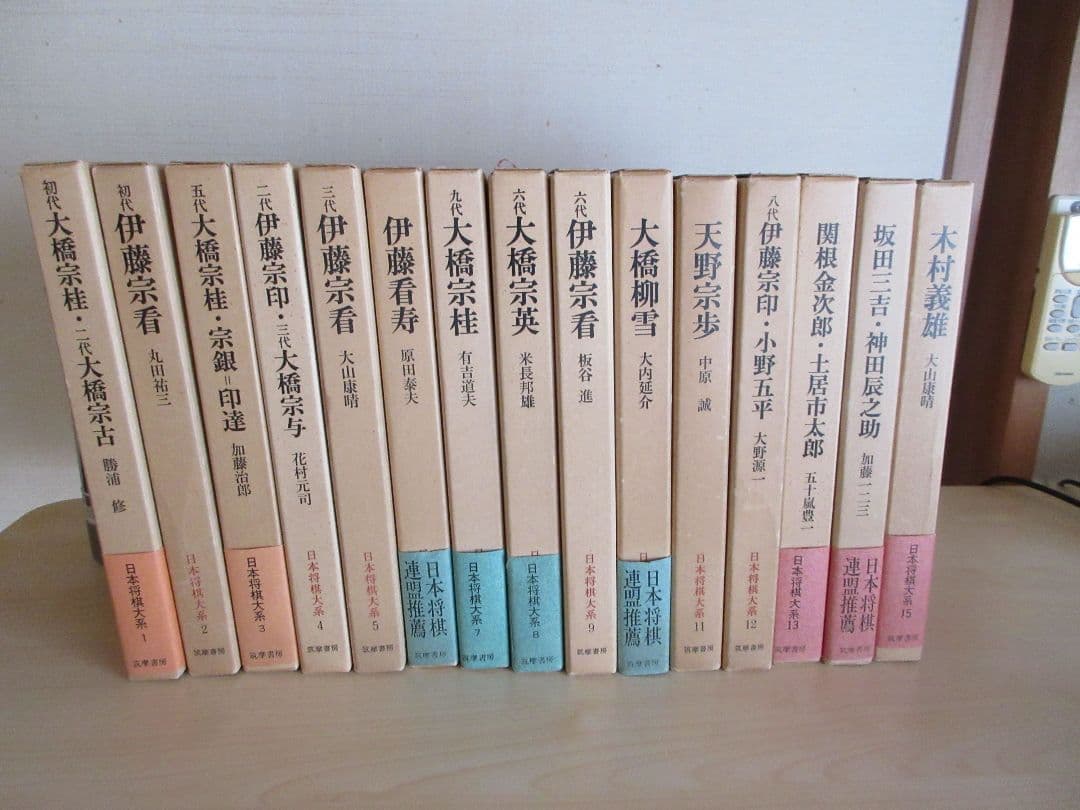 初代大橋宗桂・二代大橋宗古 勝浦 修
日本将棋大系 1
筑摩書房
初代伊藤宗看 丸田祐三
日本将棋大系 2
筑摩書房
五代大橋宗桂・宗銀=印達 加藤治郎
日本将棋大系 3
筑摩書房
二代伊藤宗印・三代大橋宗与 花村元司
日本将棋大系 4
筑摩書房
三代伊藤宗看 大山康晴
日本将棋大系 5
筑摩書房
伊藤看寿 原田泰夫
日本将棋
連盟推薦
筑摩書房
九代大橋宗桂 有吉道夫
日本将棋大系 7
筑摩書房
六代大橋宗英 米長邦雄
日本将棋大系 8
筑摩書房
六代伊藤宗看 板谷 進
日本将棋大系 9
筑摩書房
大橋柳雪 大内延介
日本将棋
連盟推薦
筑摩書房
天野宗歩 中原 誠
日本将棋大系 11
筑摩書房
八代伊藤宗印・小野五平 大野源一
日本将棋大系 12
筑摩書房
関根金次郎・土居市太郎 五十嵐豊一
日本将棋大系 13
筑摩書房
坂田三吉・神田辰之助 加藤一二三
日本将棋
連盟推薦
筑摩書房
木村義雄 大山康晴
日本将棋大系 15
筑摩書房